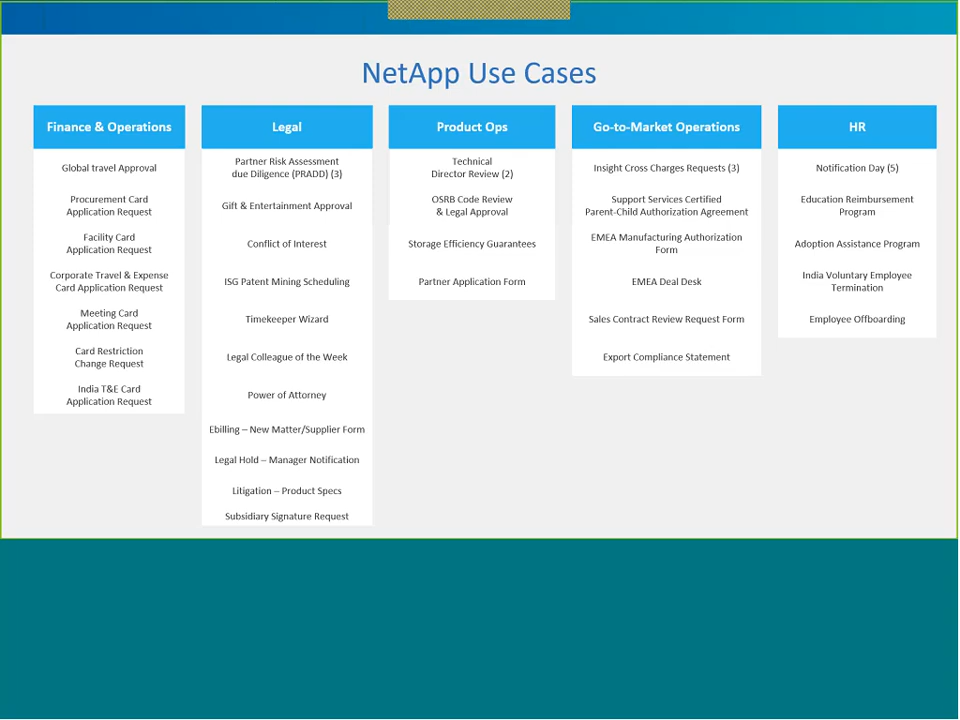 NetApp Use Cases
Finance & Operations
Global travel Approval
Procurement Card
Application Request
Facility Card
Application Request
Corporate Travel & Expense
Card Application Request
Meeting Card
Application Request
Card Restriction
Change Request
India T&E Card
Application Request
Legal
Partner Risk Assessment
due Diligence (PRADD) (3)
Gift & Entertainment Approval
Conflict of Interest
ISG Patent Mining Scheduling
Timekeeper Wizard
Legal Colleague of the Week
Power of Attorney
Ebilling – New Matter/Supplier Form
Legal Hold – Manager Notification
Litigation – Product Specs
Subsidiary Signature Request
Product Ops
Technical
Director Review (2)
OSRB Code Review
& Legal Approval
Storage Efficiency Guarantees
Partner Application Form
Go-to-Market Operations
Insight Cross Charges Requests (3)
Support Services Certified
Parent-Child Authorization Agreement
EMEA Manufacturing Authorization
Form
EMEA Deal Desk
Sales Contract Review Request Form
Export Compliance Statement
HR
Notification Day (5)
Education Reimbursement
Program
Adoption Assistance Program
India Voluntary Employee
Termination
Employee Offboarding